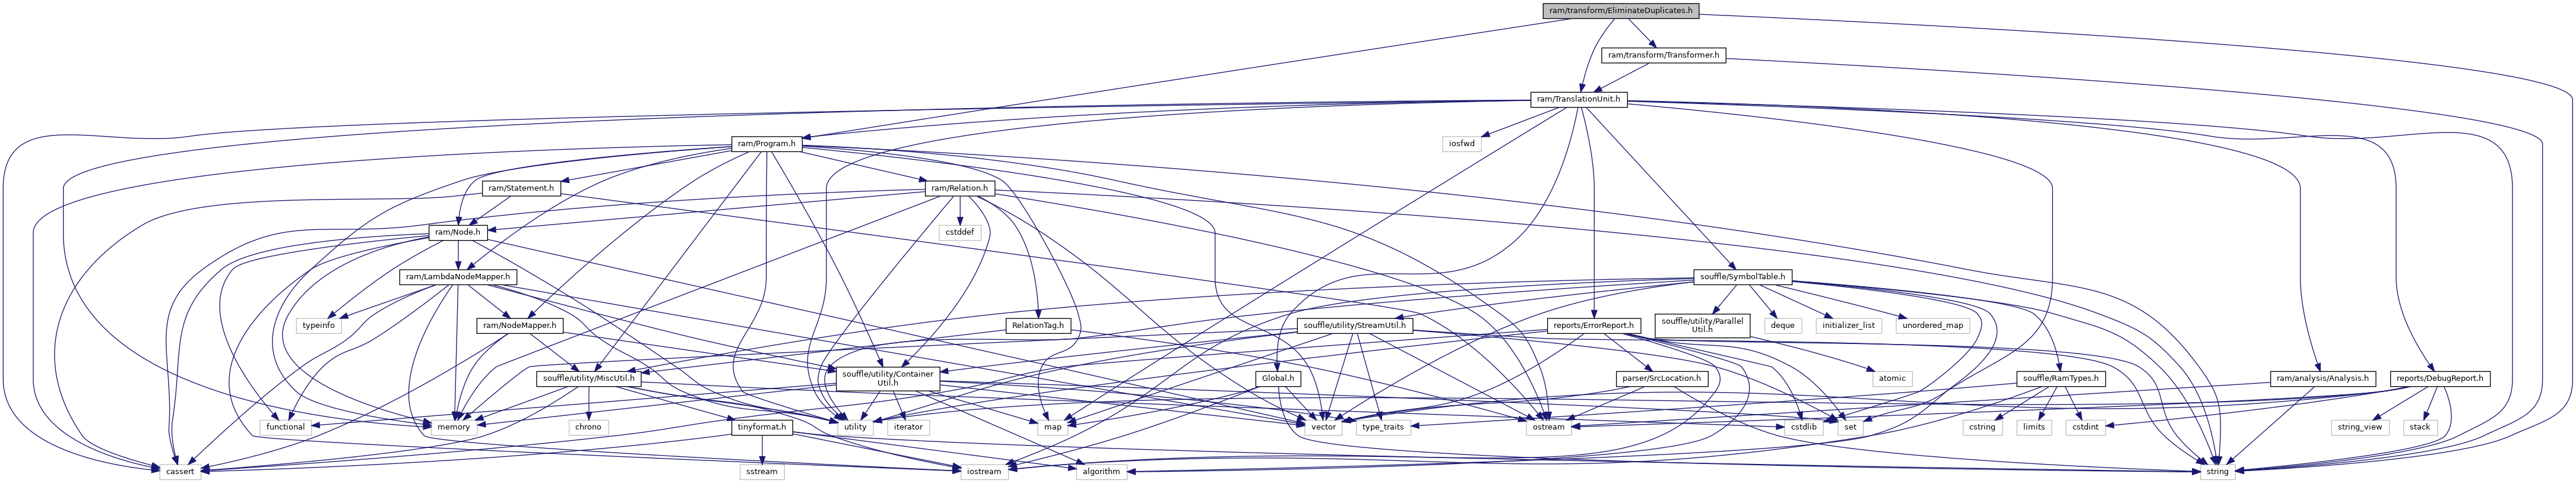 ram/transform/EliminateDuplicates.h
ram/transform/Transformer.h
ram/TranslationUnit.h
ram/Program.h
iosfwd
ram/Statement.h
ram/Relation.h
ram/Node.h
cstddef
ram/LambdaNodeMapper.h
souffle/SymbolTable.h
typeinfo
ram/NodeMapper.h
RelationTag.h
souffle/utility/StreamUtil.h
reports/ErrorReport.h
souffle/utility/Parallel
Util.h
deque
initializer_list
unordered_map
souffle/utility/MiscUtil.h
souffle/utility/Container
Util.h
Global.h
parser/SrcLocation.h
atomic
souffle/RamTypes.h
ram/analysis/Analysis.h
reports/DebugReport.h
functional
memory
chrono
tinyformat.h
utility
iterator
map
vector
type_traits
ostream
cstdlib
set
cstring
limits
cstdint
string_view
stack
cassert
sstream
iostream
algorithm
string